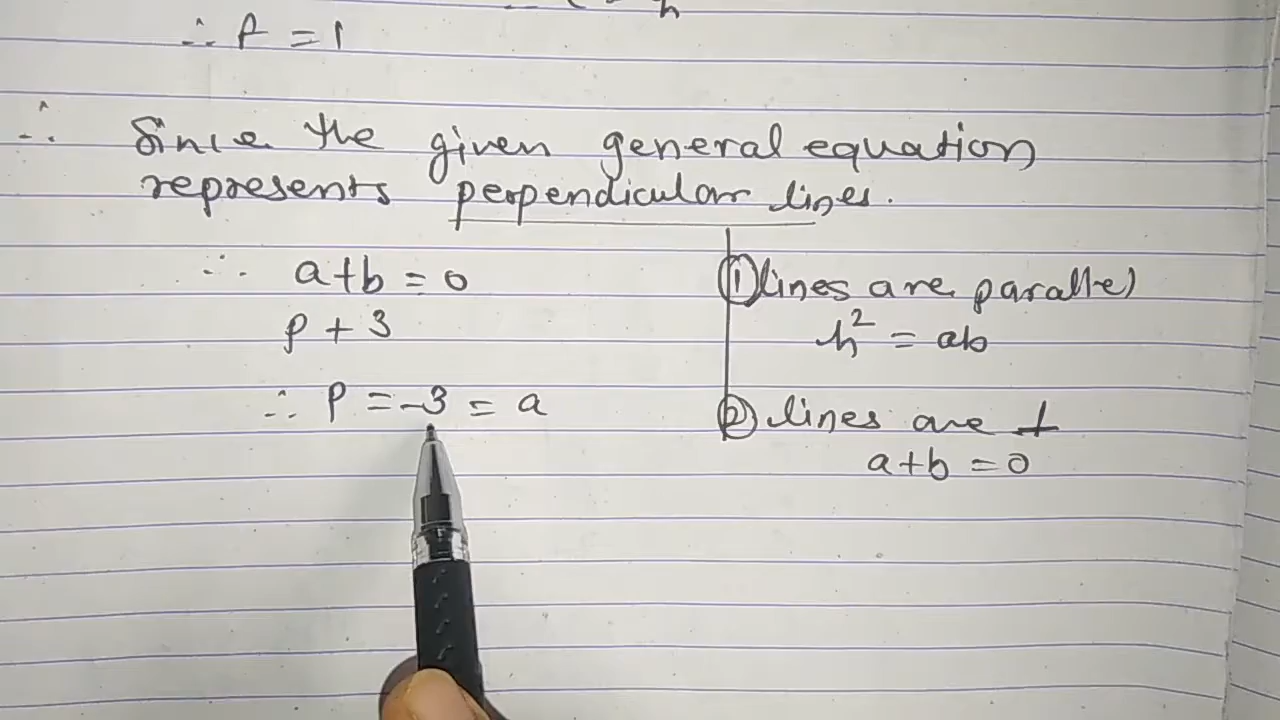 ∴ f = 1
∴ Since the given general equation
represents perpendicular lines.
∴ a+b = 0
p + 3
∴ P = -3 = a
① lines are parallel
h² = ab
② lines are ⊥
a+b = 0